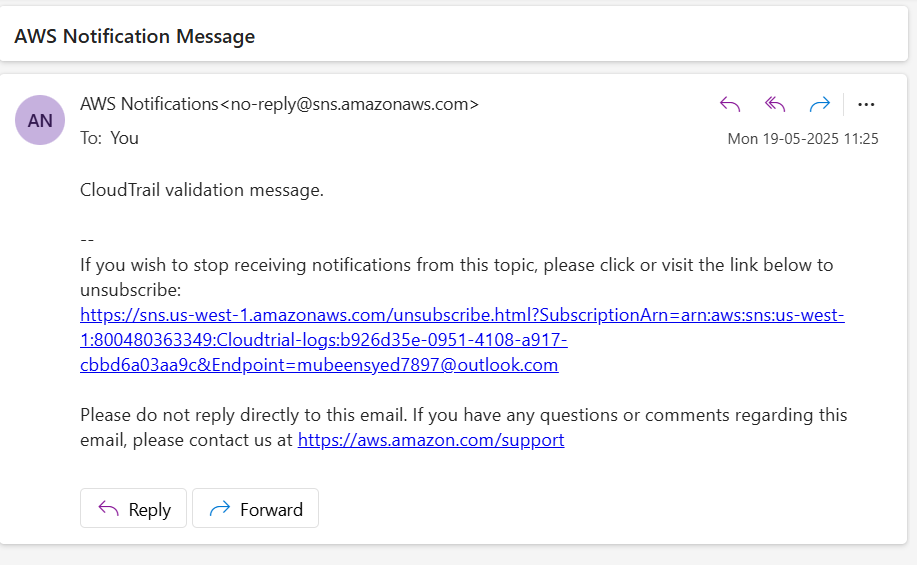 AWS Notification Message
AWS Notifications<no-reply@sns.amazonaws.com>
AN
To: You
Mon 19-05-2025 11:25
CloudTrail validation message.
--
If you wish to stop receiving notifications from this topic, please click or visit the link below to
unsubscribe:
https://sns.us-west-1.amazonaws.com/unsubscribe.html?SubscriptionArn=arn:aws:sns:us-west-
1:800480363349:Cloudtrial-logs:b926d35e-0951-4108-a917-
cbbd6a03aa9c&Endpoint=mubeensyed7897@outlook.com
Please do not reply directly to this email. If you have any questions or comments regarding this
email, please contact us at https://aws.amazon.com/support
Reply
Forward